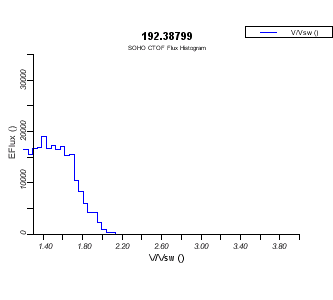 192.38799
SOHO CTOF Flux Histogram
V/Vsw ()
EFlux ()
30000
20000
10000
0
1.40 1.80 2.20 2.60 3.00 3.40 3.80
V/Vsw ()